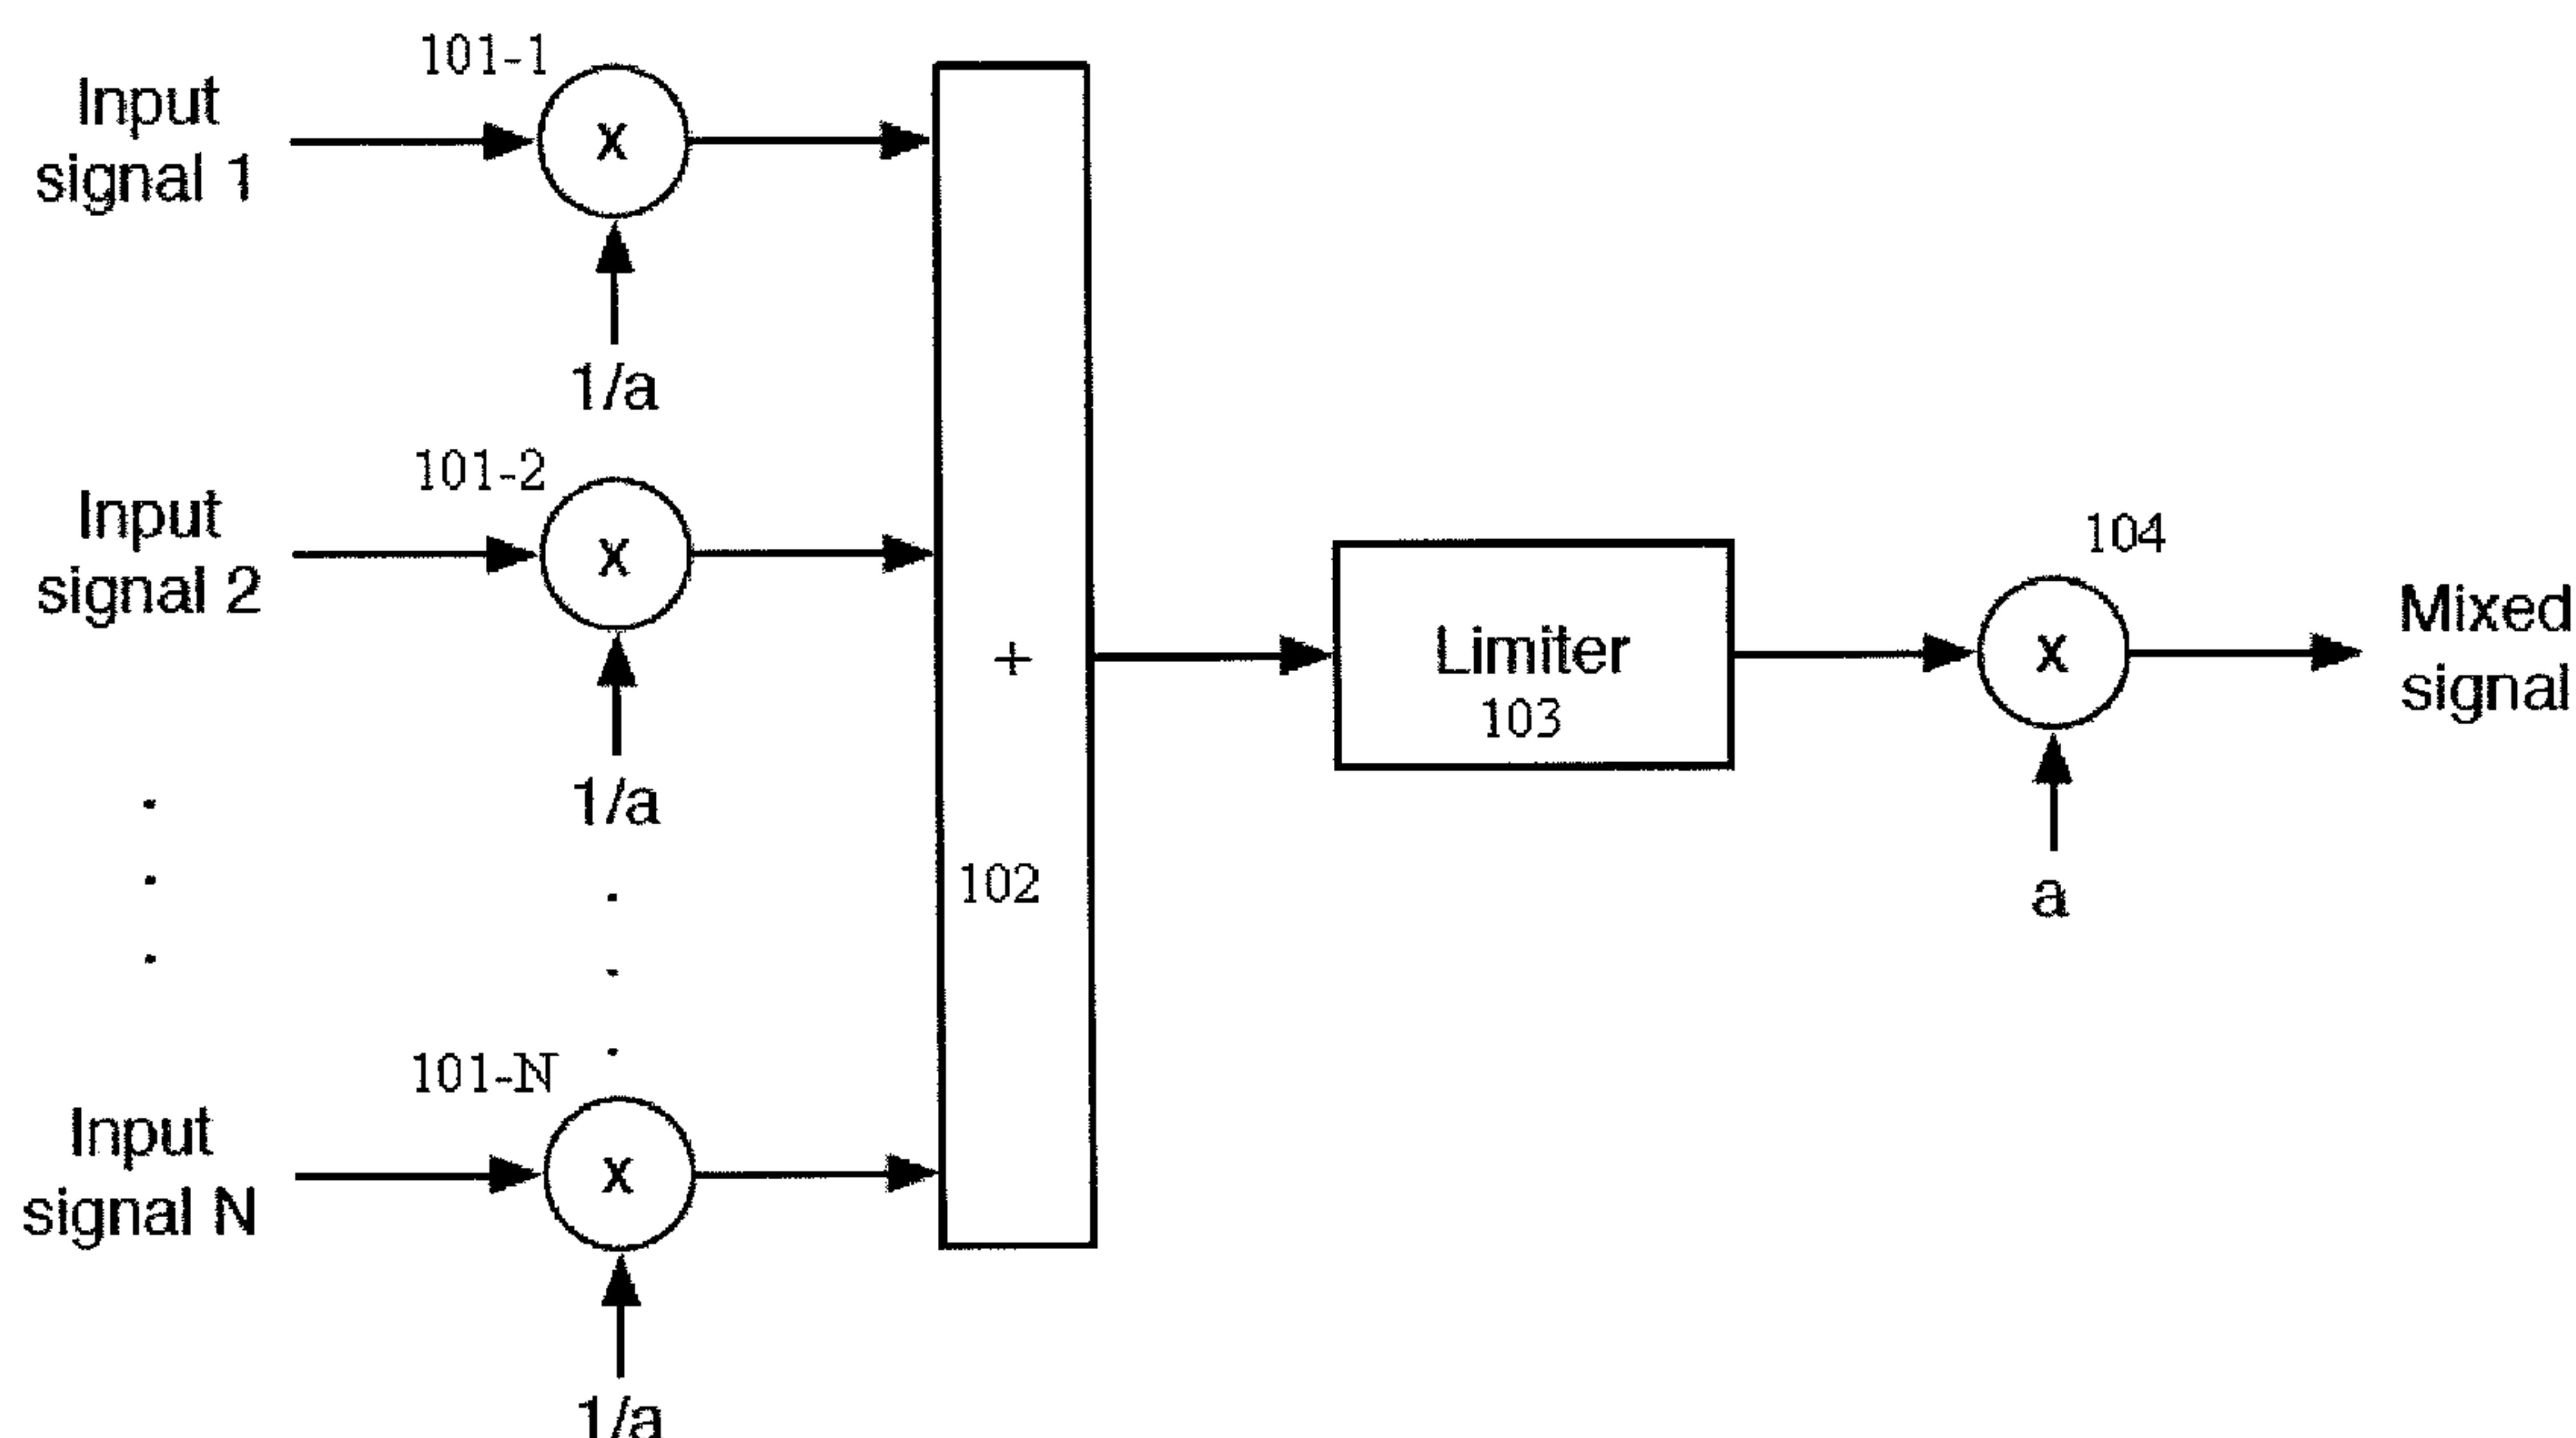 101-1
Input
signal 1
x
1/a
101-2
Input
signal 2
x
1/a
101-N
Input
signal N
x
1/a
+
102
Limiter
103
104
x
a
Mixed
signal